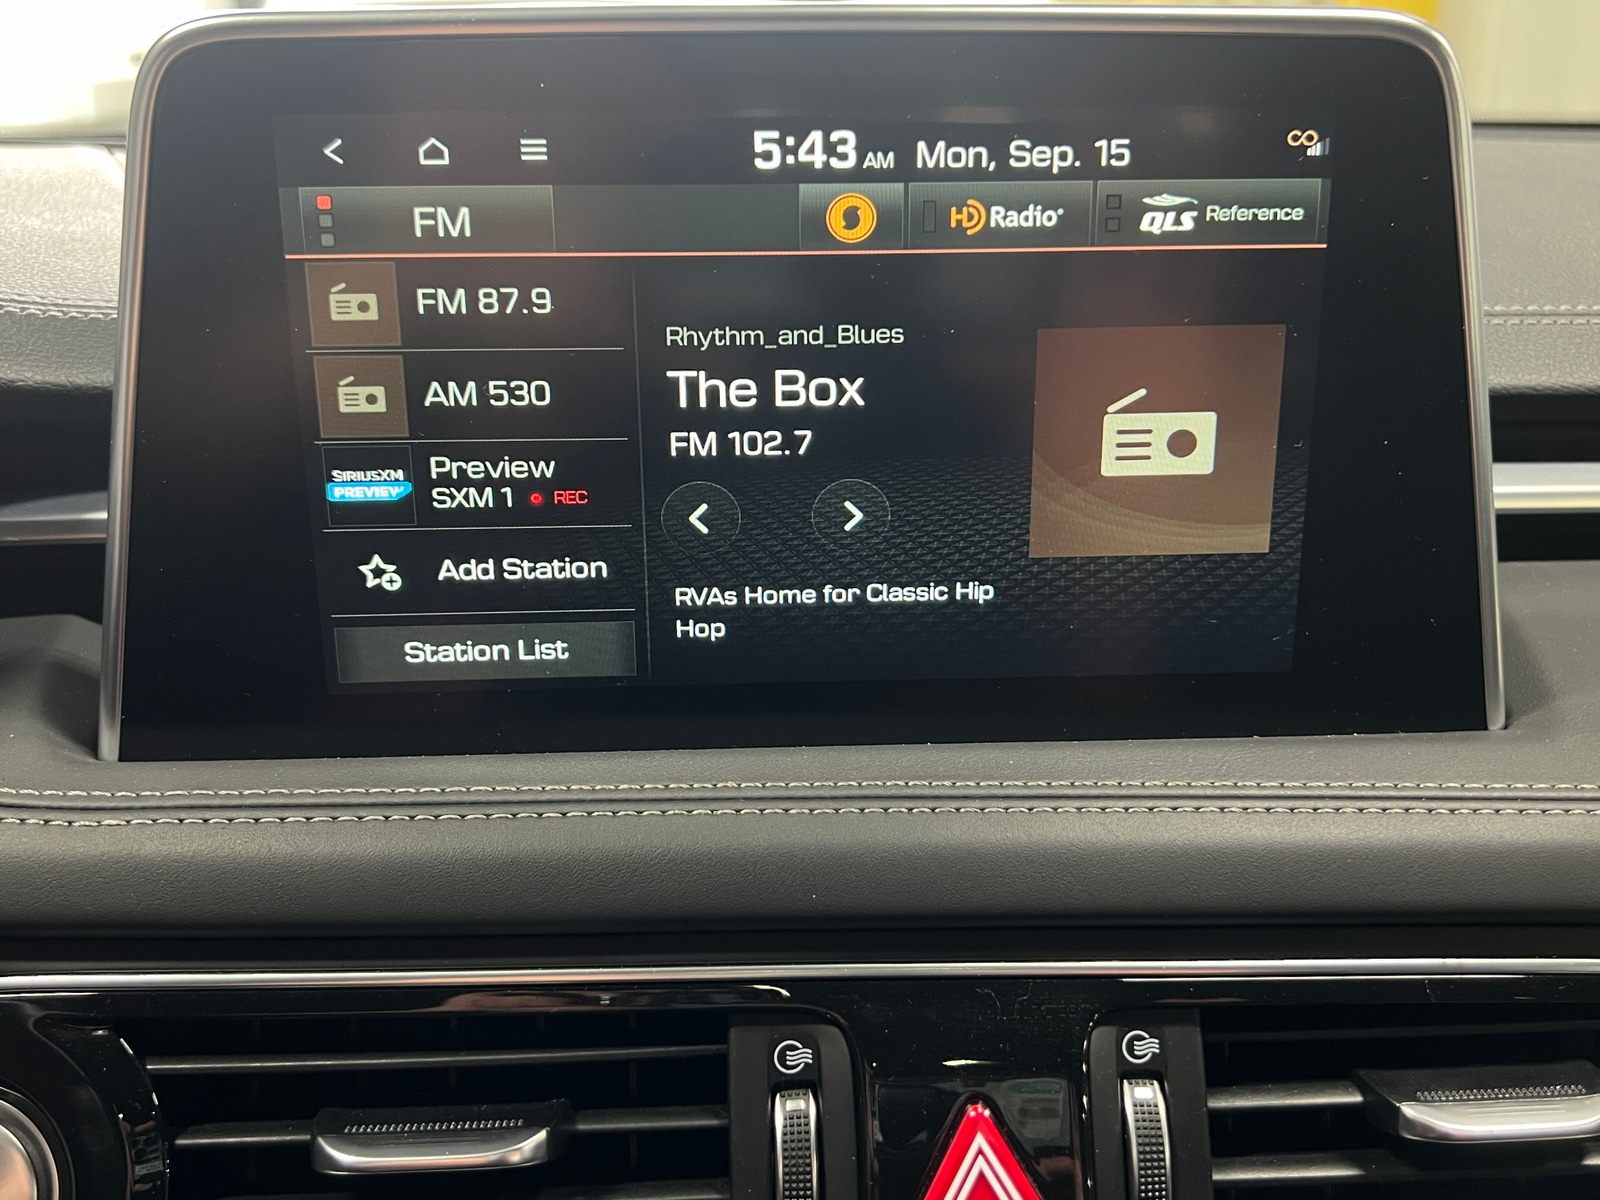 5:43 AM Mon, Sep. 15
FM
HD Radio
QLS Reference
FM 87.9
AM 530
SIRIUSXM
PREVIEW
Preview
SXM 1 REC
Add Station
Station List
Rhythm_and_Blues
The Box
FM 102.7
RVAs Home for Classic Hip
Hop